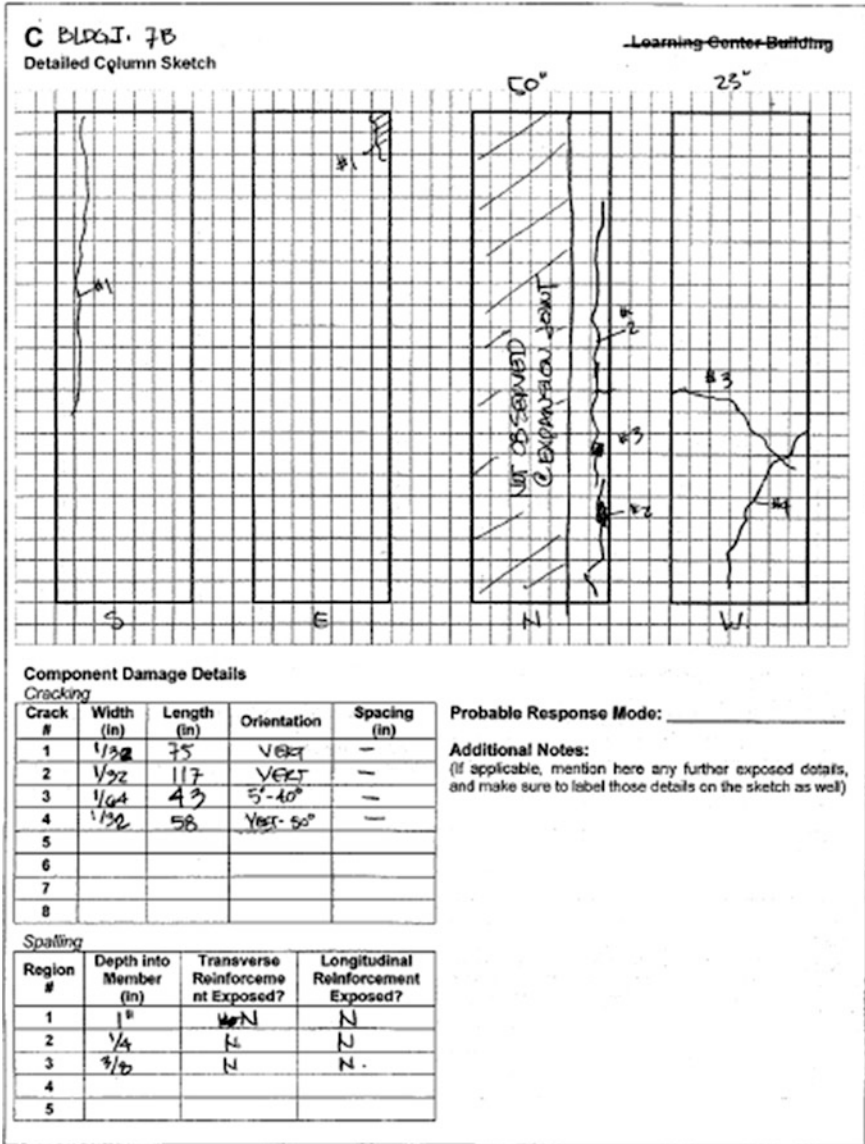 C BLDGI. 7B
Learning Center Building
Detailed Column Sketch
50"
23"
#1
#1
NOT OBSERVED
@ EXPANSION JOINT
#2
#3
#2
#3
#4
S
E
N
W
Component Damage Details
Cracking
Crack # Width (in) Length (in) Orientation Spacing (in)
1 1/32 75 VERT —
2 1/32 117 VERT —
3 1/64 43 5°-40° —
4 1/32 58 VERT-50° —
5
6
7
8
Probable Response Mode:
Additional Notes:
(If applicable, mention here any further exposed details,
and make sure to label those details on the sketch as well)
Spalling
Region # Depth into Member (in) Transverse Reinforceme nt Exposed? Longitudinal Reinforcement Exposed?
1 1" N N
2 1/4 N N
3 3/8 N N.
4
5